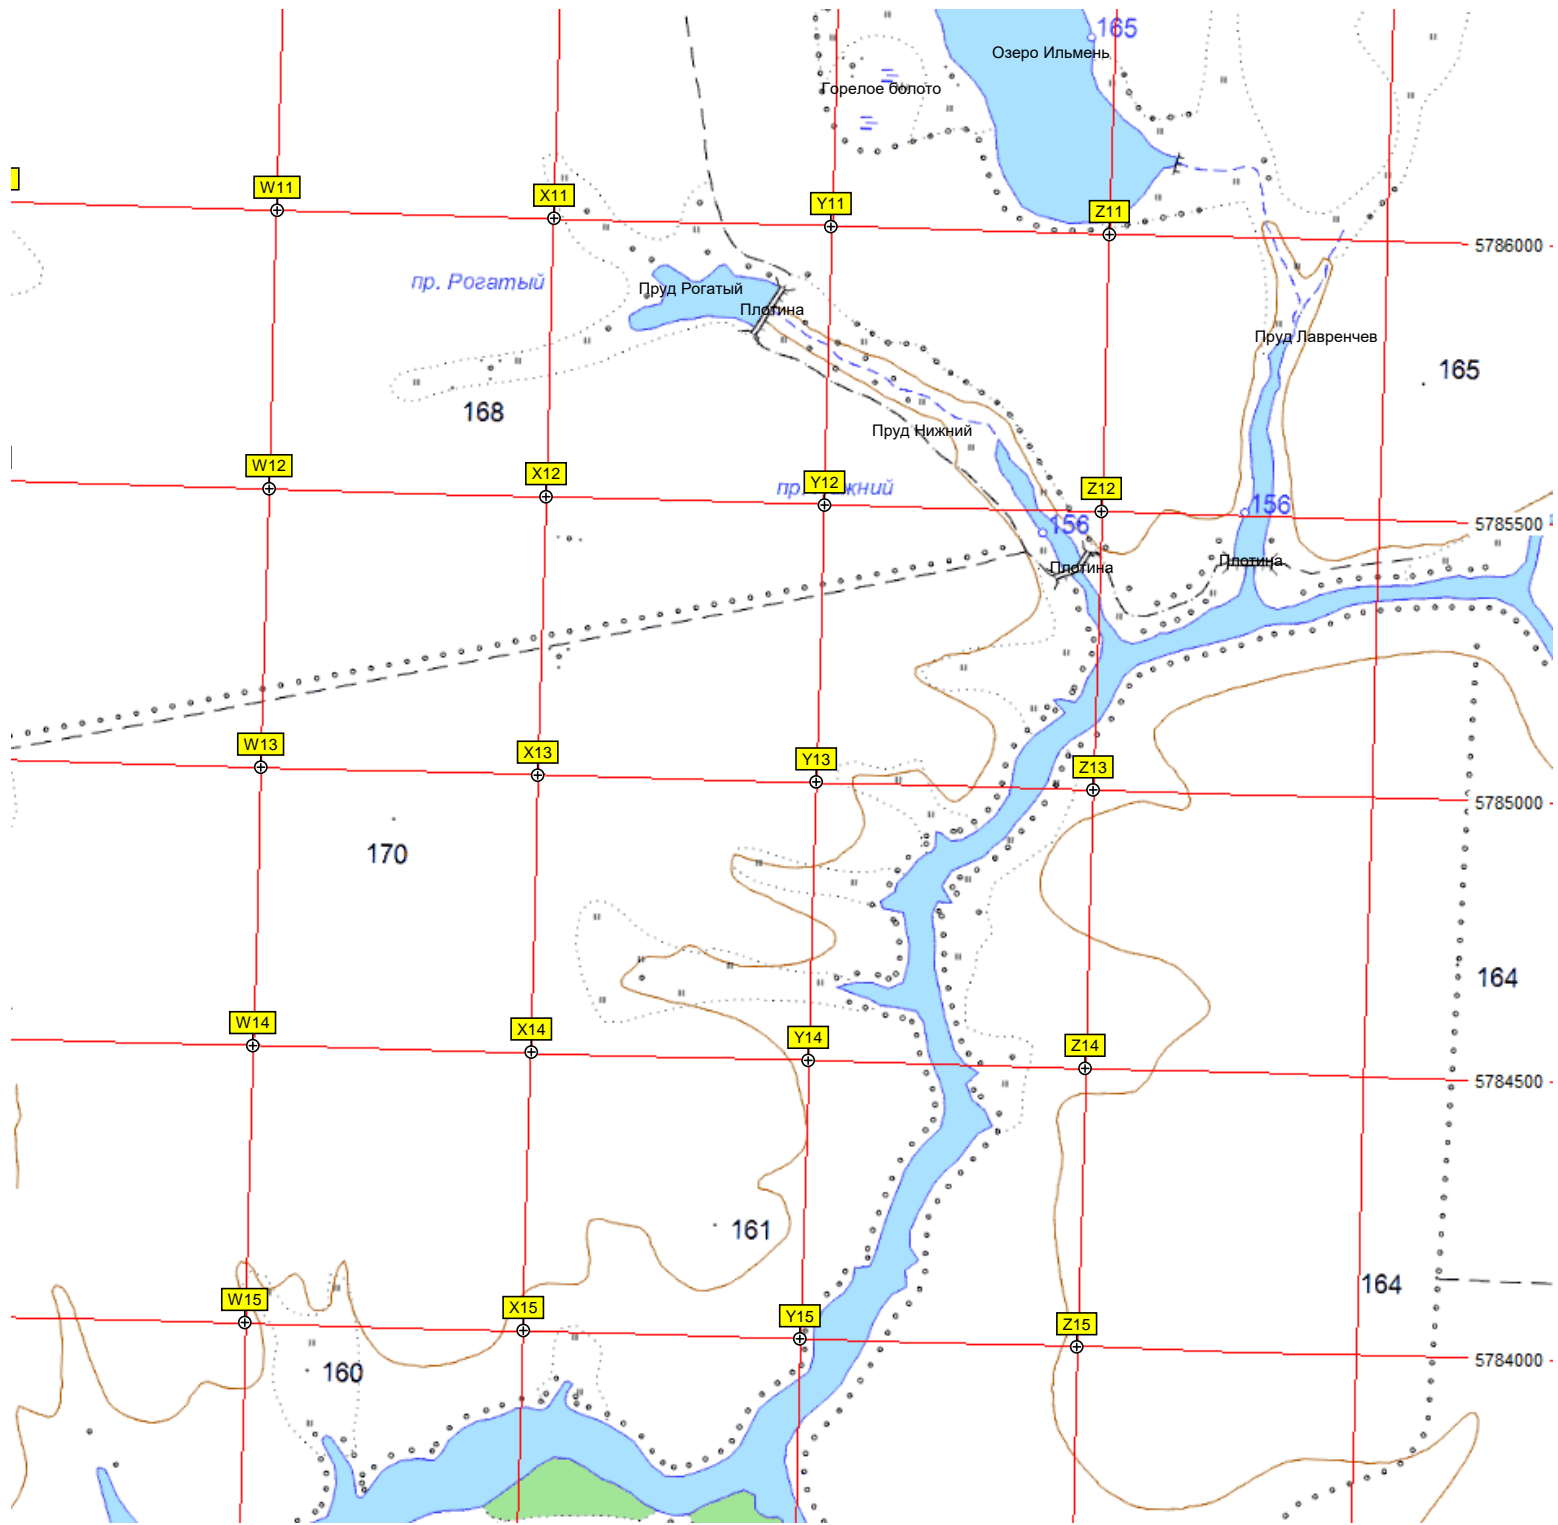 165
Озеро Ильмень
Горелое болото
W11
X11
Y11
Z11
5786000
пр. Рогатый
Пруд Рогатый
Плотина
Пруд Лавренчев
165
168
Пруд Нижний
W12
X12
Y12
Z12
156
156
5785500
Плотина
Плотина
W13
X13
Y13
Z13
5785000
170
164
W14
X14
Y14
Z14
5784500
161
164
W15
X15
Y15
Z15
5784000
160